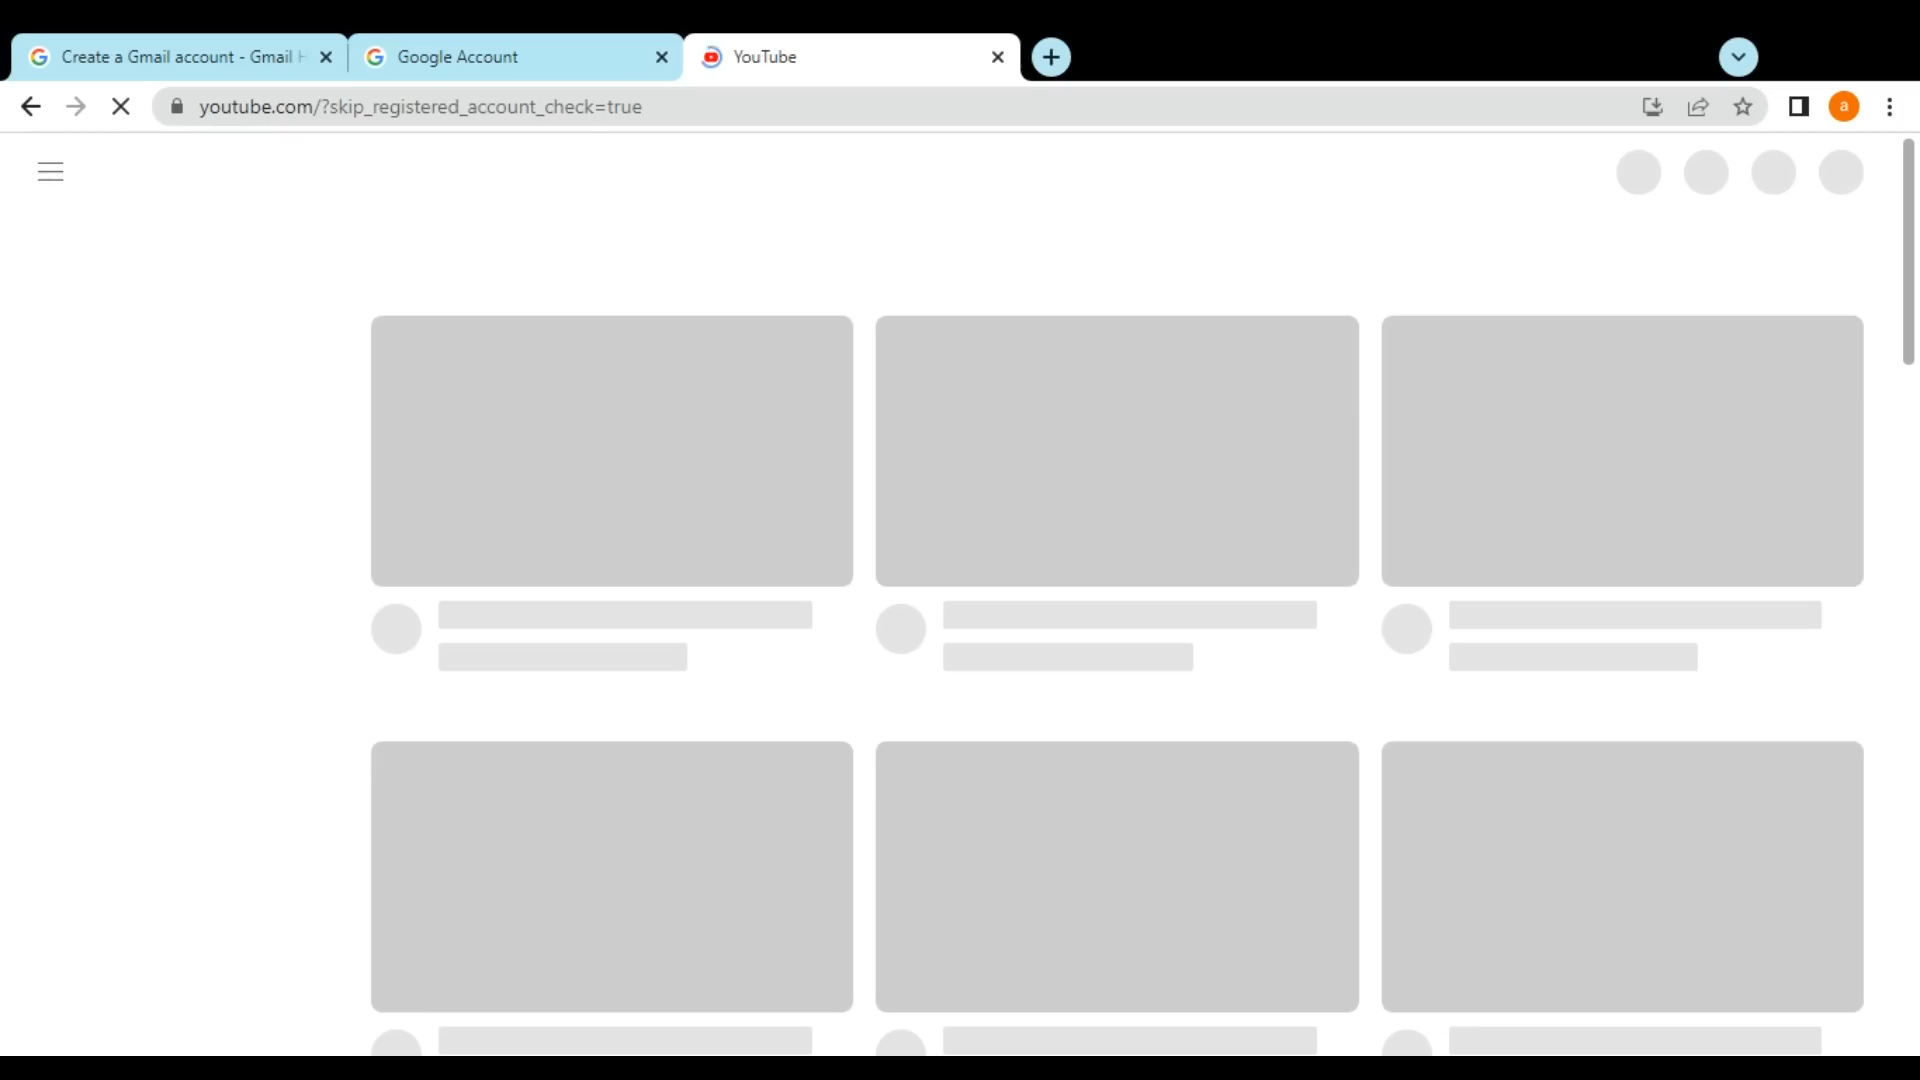 Create a Gmail account - Gmail H
Google Account
YouTube
youtube.com/?skip_registered_account_check=true
a